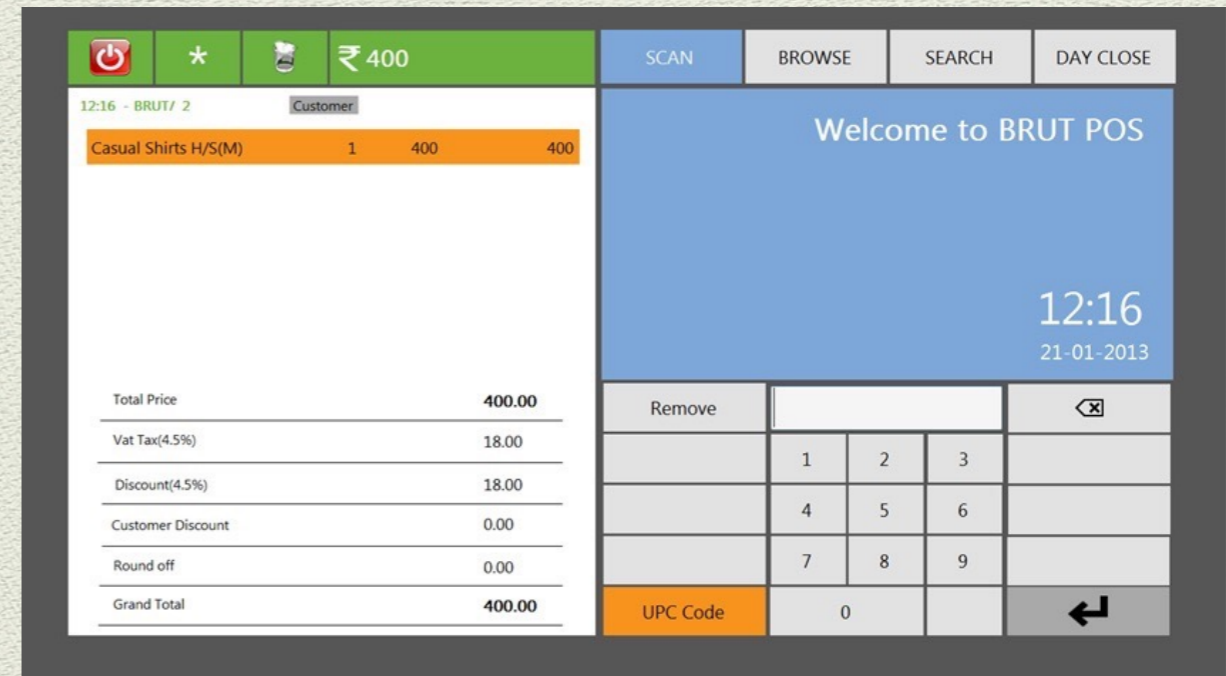 * ₹ 400
SCAN BROWSE SEARCH DAY CLOSE
12:16 - BRUT/ 2 Customer
Casual Shirts H/S(M) 1 400 400
Total Price 400.00
Vat Tax(4.5%) 18.00
Discount(4.5%) 18.00
Customer Discount 0.00
Round off 0.00
Grand Total 400.00
Welcome to BRUT POS
12:16
21-01-2013
Remove
1 2 3
4 5 6
7 8 9
UPC Code 0